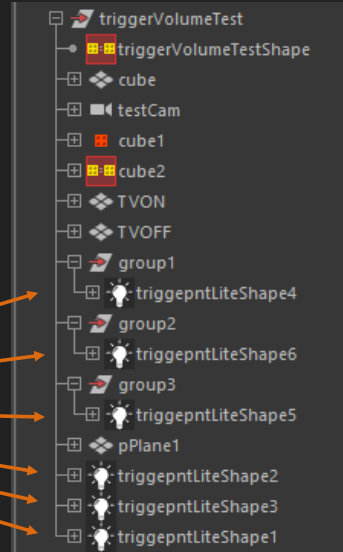 triggerVolumeTest
triggerVolumeTestShape
cube
testCam
cube1
cube2
TVON
TVOFF
group1
triggepntLiteShape4
group2
triggepntLiteShape6
group3
triggepntLiteShape5
pPlane1
triggepntLiteShape2
triggepntLiteShape3
triggepntLiteShape1